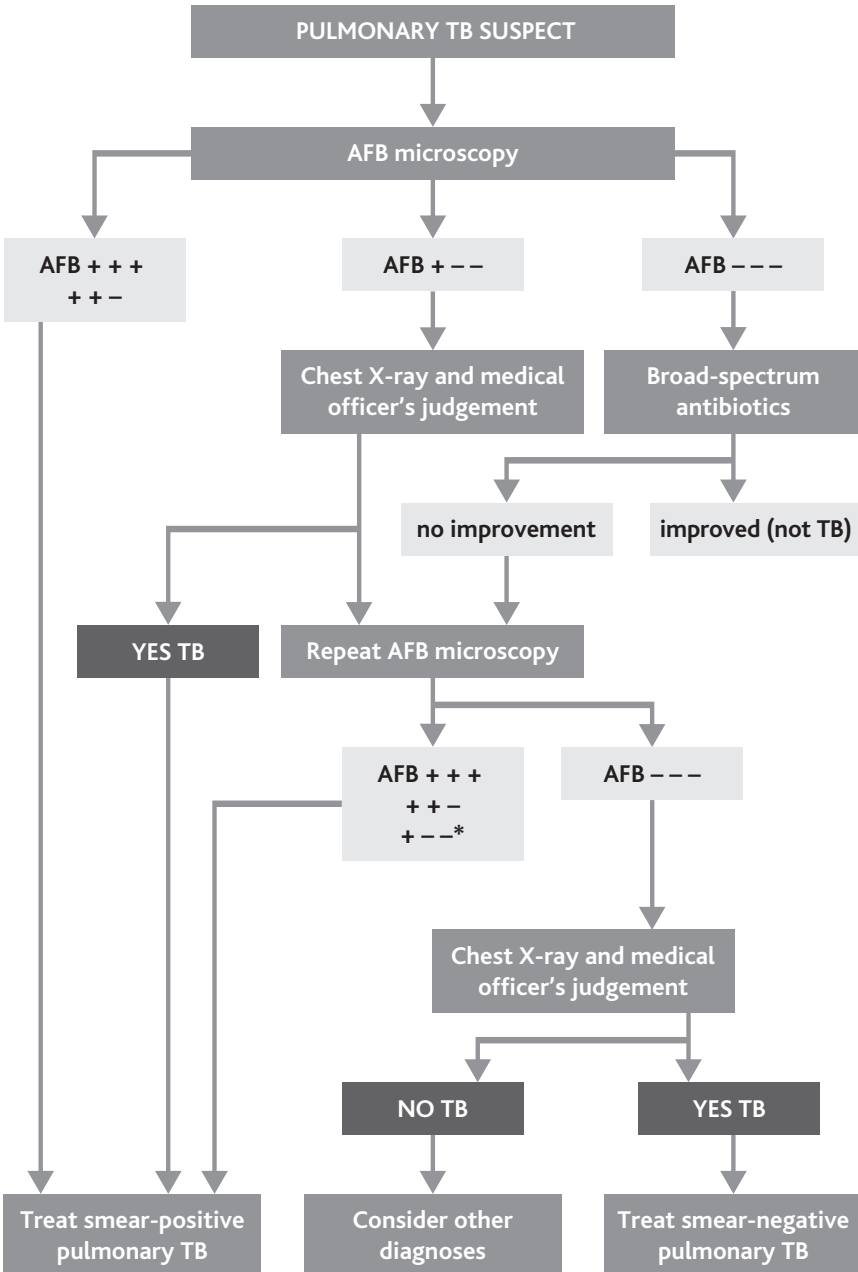 PULMONARY TB SUSPECT
AFB microscopy
AFB + + +
+ + –
AFB + – –
AFB – – –
Chest X-ray and medical
officer's judgement
Broad-spectrum
antibiotics
no improvement
improved (not TB)
YES TB
Repeat AFB microscopy
AFB + + +
+ + –
+ – –*
AFB – – –
Chest X-ray and medical
officer's judgement
NO TB
YES TB
Treat smear-positive
pulmonary TB
Consider other
diagnoses
Treat smear-negative
pulmonary TB